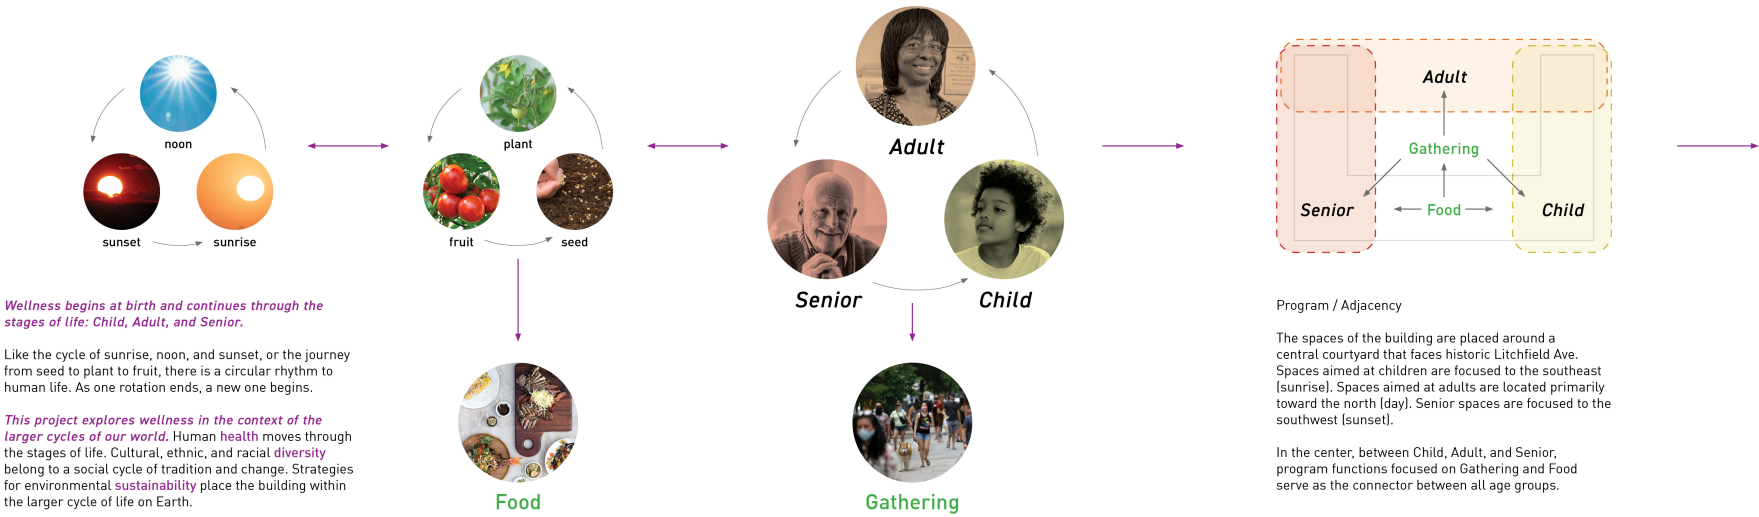 noon
sunset
sunrise
plant
fruit
seed
Adult
Senior
Child
Adult
Gathering
Senior
Food
Child
Wellness begins at birth and continues through the
stages of life: Child, Adult, and Senior.
Like the cycle of sunrise, noon, and sunset, or the journey
from seed to plant to fruit, there is a circular rhythm to
human life. As one rotation ends, a new one begins.
This project explores wellness in the context of the
larger cycles of our world. Human health moves through
the stages of life. Cultural, ethnic, and racial diversity
belong to a social cycle of tradition and change. Strategies
for environmental sustainability place the building within
the larger cycle of life on Earth.
Food
Gathering
Program / Adjacency
The spaces of the building are placed around a
central courtyard that faces historic Litchfield Ave.
Spaces aimed at children are focused to the southeast
(sunrise). Spaces aimed at adults are located primarily
toward the north (day). Senior spaces are focused to the
southwest (sunset).
In the center, between Child, Adult, and Senior,
program functions focused on Gathering and Food
serve as the connector between all age groups.